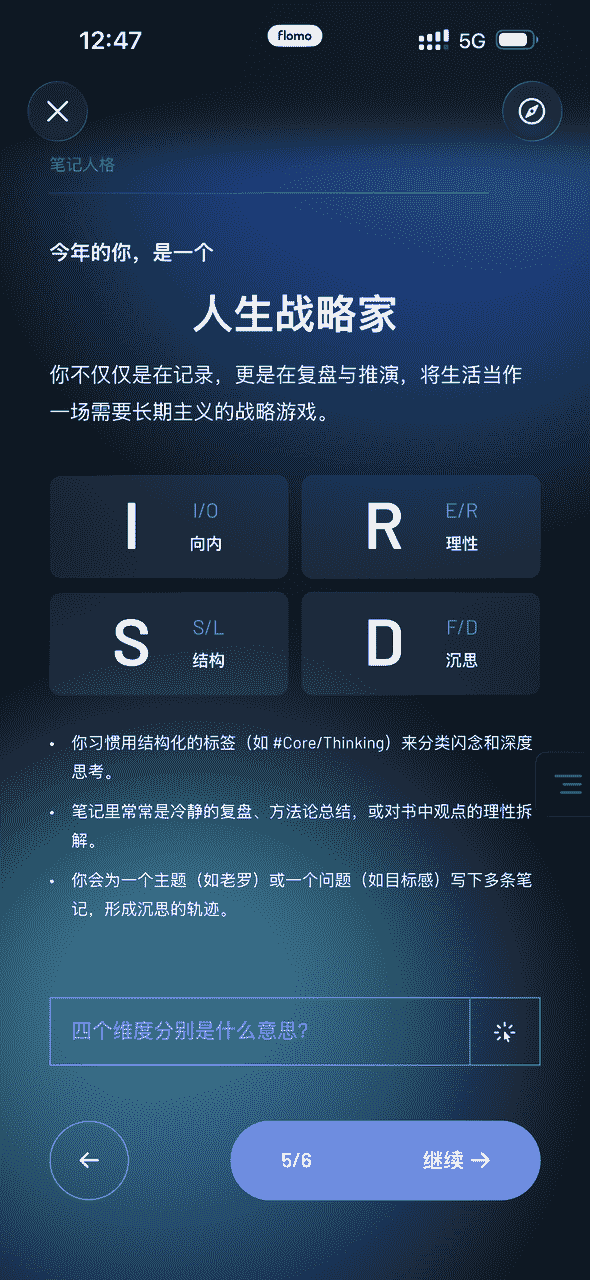 12:47
flomo
5G
笔记人格
今年的你，是一个
人生战略家
你不仅仅是在记录，更是在复盘与推演，将生活当作
一场需要长期主义的战略游戏。
I
I/O
向内
R
E/R
理性
S
S/L
结构
D
F/D
沉思
• 你习惯用结构化的标签（如 #Core/Thinking）来分类闪念和深度
思考。
• 笔记里常常是冷静的复盘、方法论总结，或对书中观点的理性拆
解。
• 你会为一个主题（如老罗）或一个问题（如目标感）写下多条笔
记，形成沉思的轨迹。
四个维度分别是什么意思？
5/6
继续 →